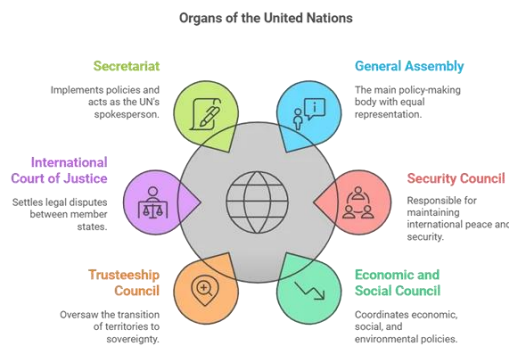 Organs of the United Nations
Secretariat
Implements policies and
acts as the UN's
spokesperson.
General Assembly
The main policy-making
body with equal
representation.
International
Court of Justice
Settles legal disputes
between member
states.
Security Council
Responsible for
maintaining
international peace and
security.
Trusteeship
Council
Oversaw the transition
of territories to
sovereignty.
Economic and
Social Council
Coordinates economic,
social, and
environmental policies.